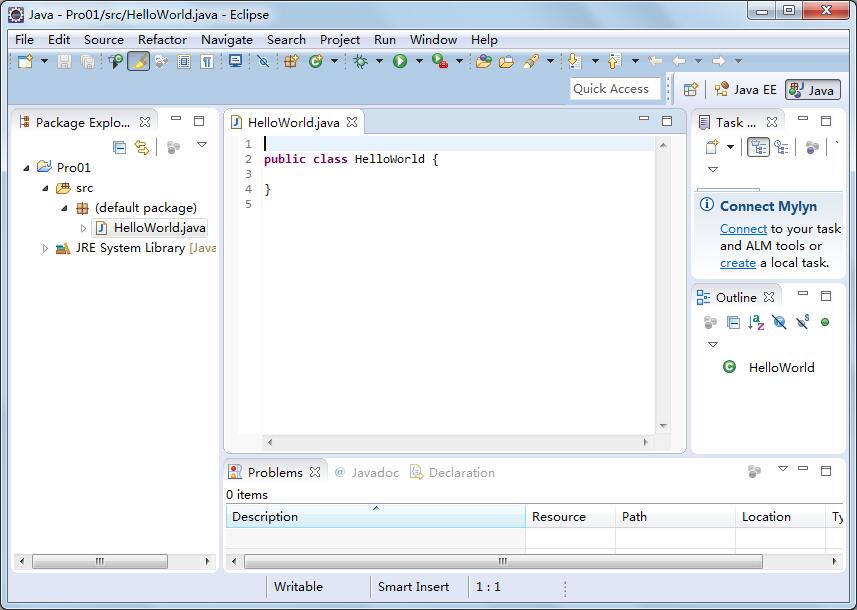 Java - Pro01/src/HelloWorld.java - Eclipse
File Edit Source Refactor Navigate Search Project Run Window Help
Quick Access
Java EE
Java
Package Explo...
Pro01
src
(default package)
HelloWorld.java
JRE System Library [Java
HelloWorld.java
1
2 public class HelloWorld {
3
4 }
5
Task ...
Connect Mylyn
Connect to your task
and ALM tools or
create a local task.
Outline
HelloWorld
Problems @ Javadoc Declaration
0 items
Description Resource Path Location Ty
Writable Smart Insert 1 : 1